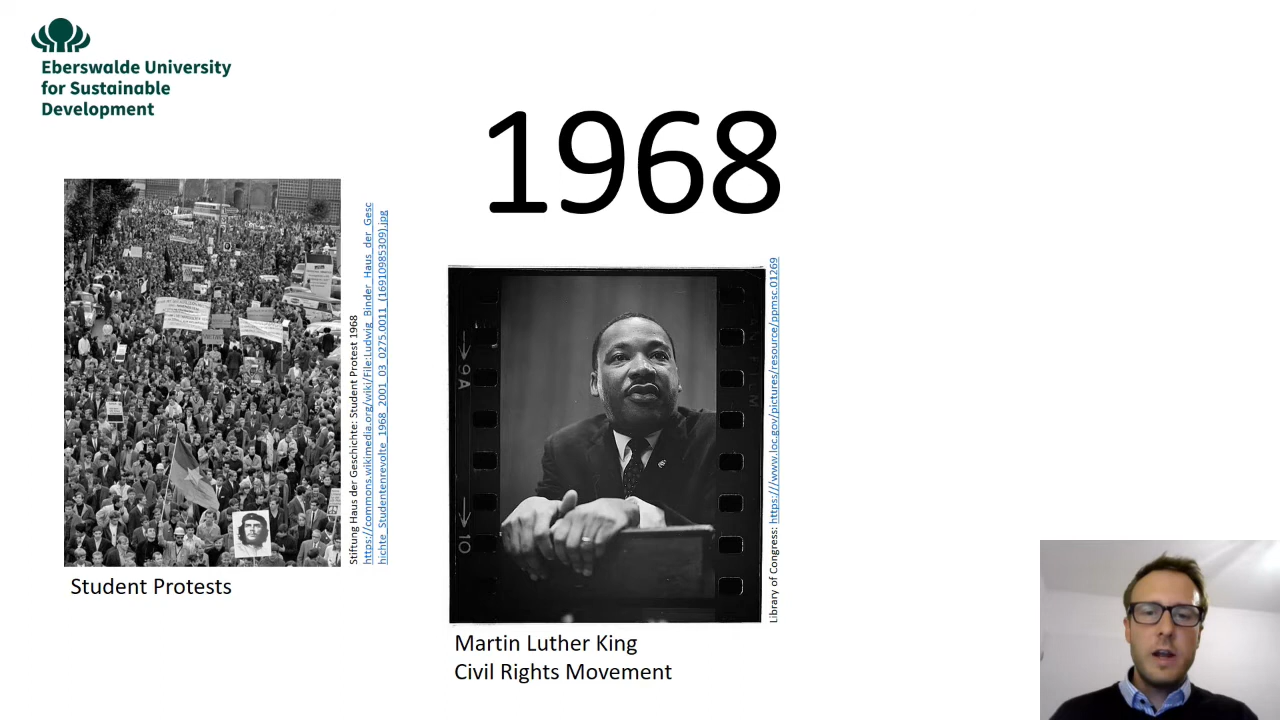 Eberswalde University
for Sustainable
Development
1968
Stiftung Haus der Geschichte: Student Protest 1968
https://commons.wikimedia.org/wiki/File:Ludwig_Binder_Haus_der_Gesc
hichte_Studentenrevolte_1968_2001_03_0275.0011_(16910985309).jpg
Student Protests
9A
10
Library of Congress: https:///www.loc.gov/pictures/resource/ppmsc.01269
Martin Luther King
Civil Rights Movement